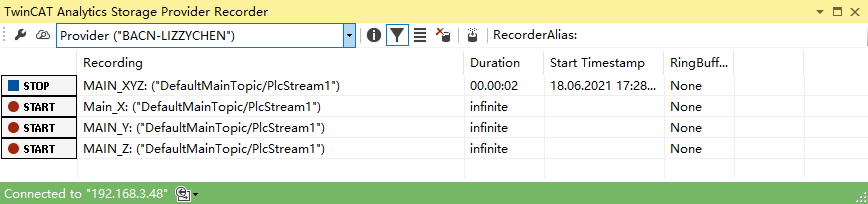 TwinCAT Analytics Storage Provider Recorder
Provider ("BACN-LIZZYCHEN") RecorderAlias:
Recording Duration Start Timestamp RingBuff...
STOP MAIN_XYZ: ("DefaultMainTopic/PlcStream1") 00.00:02 18.06.2021 17:28... None
START Main_X: ("DefaultMainTopic/PlcStream1") infinite None
START MAIN_Y: ("DefaultMainTopic/PlcStream1") infinite None
START MAIN_Z: ("DefaultMainTopic/PlcStream1") infinite None
Connected to "192.168.3.48"